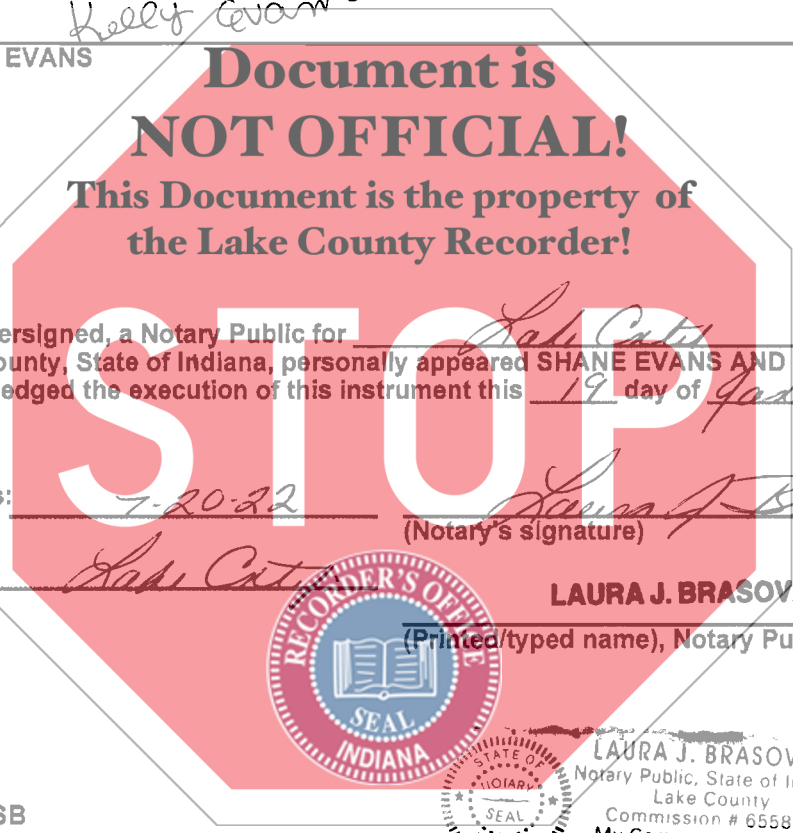 Kelly Evans
EVANS
Document is
NOT OFFICIAL!
This Document is the property of
the Lake County Recorder!
STOP
ersigned, a Notary Public for Lake County
ounty, State of Indiana, personally appeared SHANE EVANS AND
edged the execution of this instrument this 19 day of
s: 7-20-22
(Notary's signature)
Lake County
LAURA J. BRASOV
(Printed/typed name), Notary Pu
RECORDER'S OFFICE
SEAL
INDIANA
STATE OF
NOTARY
SEAL
LAURA J. BRASOV
Notary Public, State of I
Lake County
Commission # 6558
SB